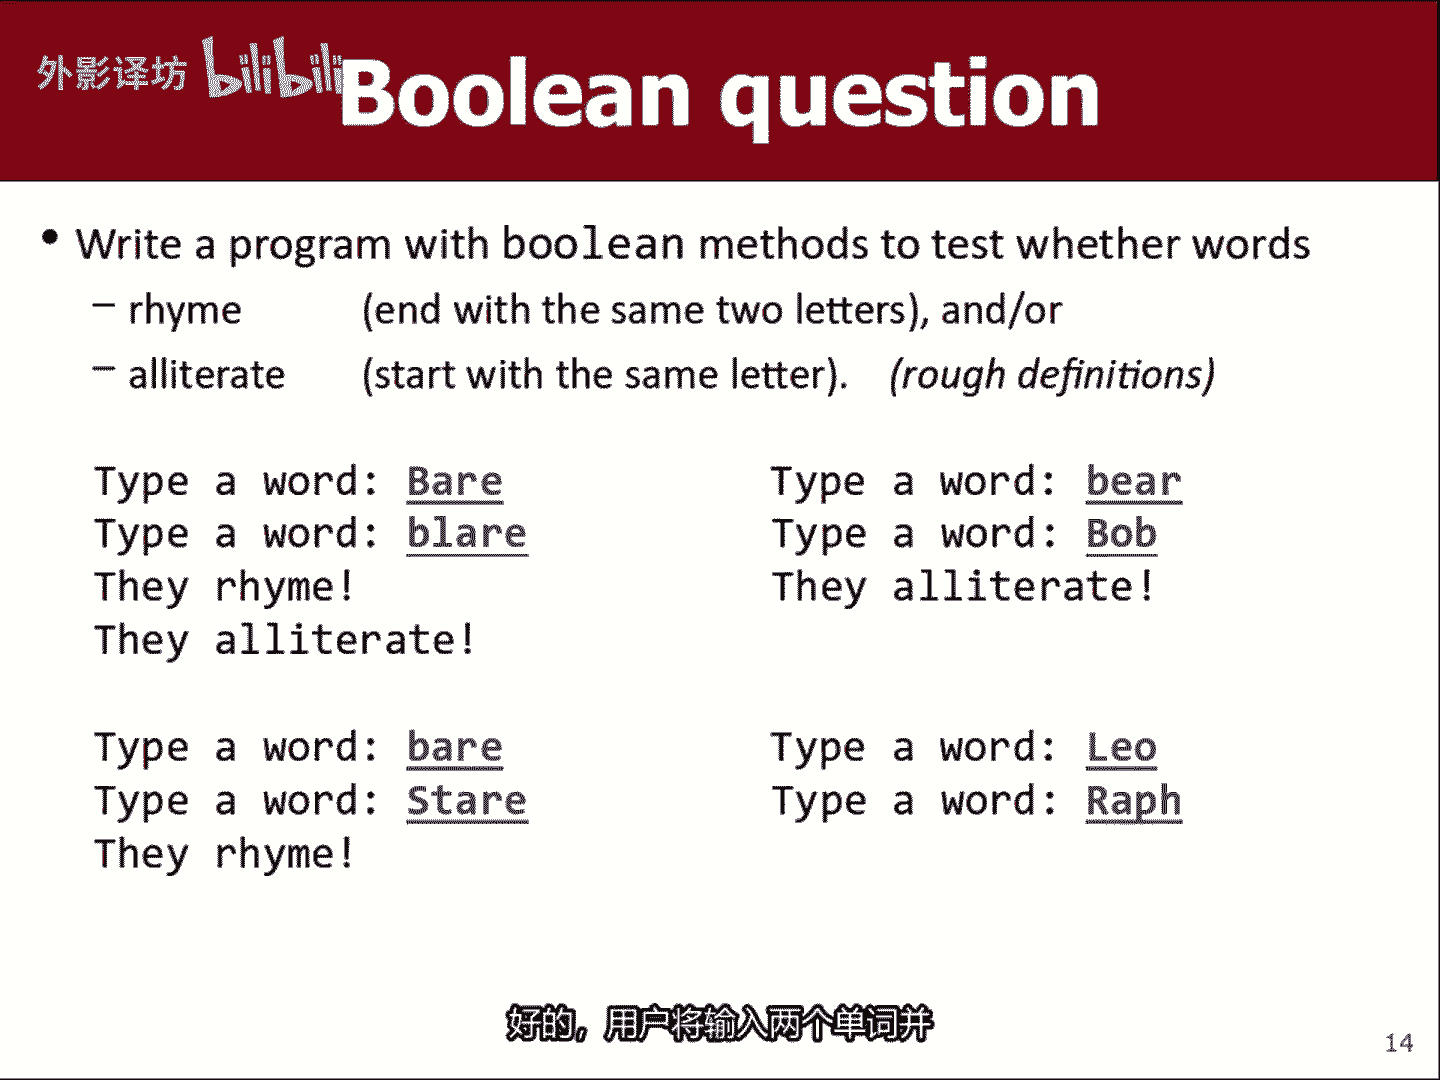 外影译坊 bilibili
Boolean question
• Write a program with boolean methods to test whether words
– rhyme (end with the same two letters), and/or
– alliterate (start with the same letter). (rough definitions)
Type a word: Bare
Type a word: blare
They rhyme!
They alliterate!
Type a word: bear
Type a word: Bob
They alliterate!
Type a word: bare
Type a word: Stare
They rhyme!
Type a word: Leo
Type a word: Raph
好的，用户将输入两个单词并
14